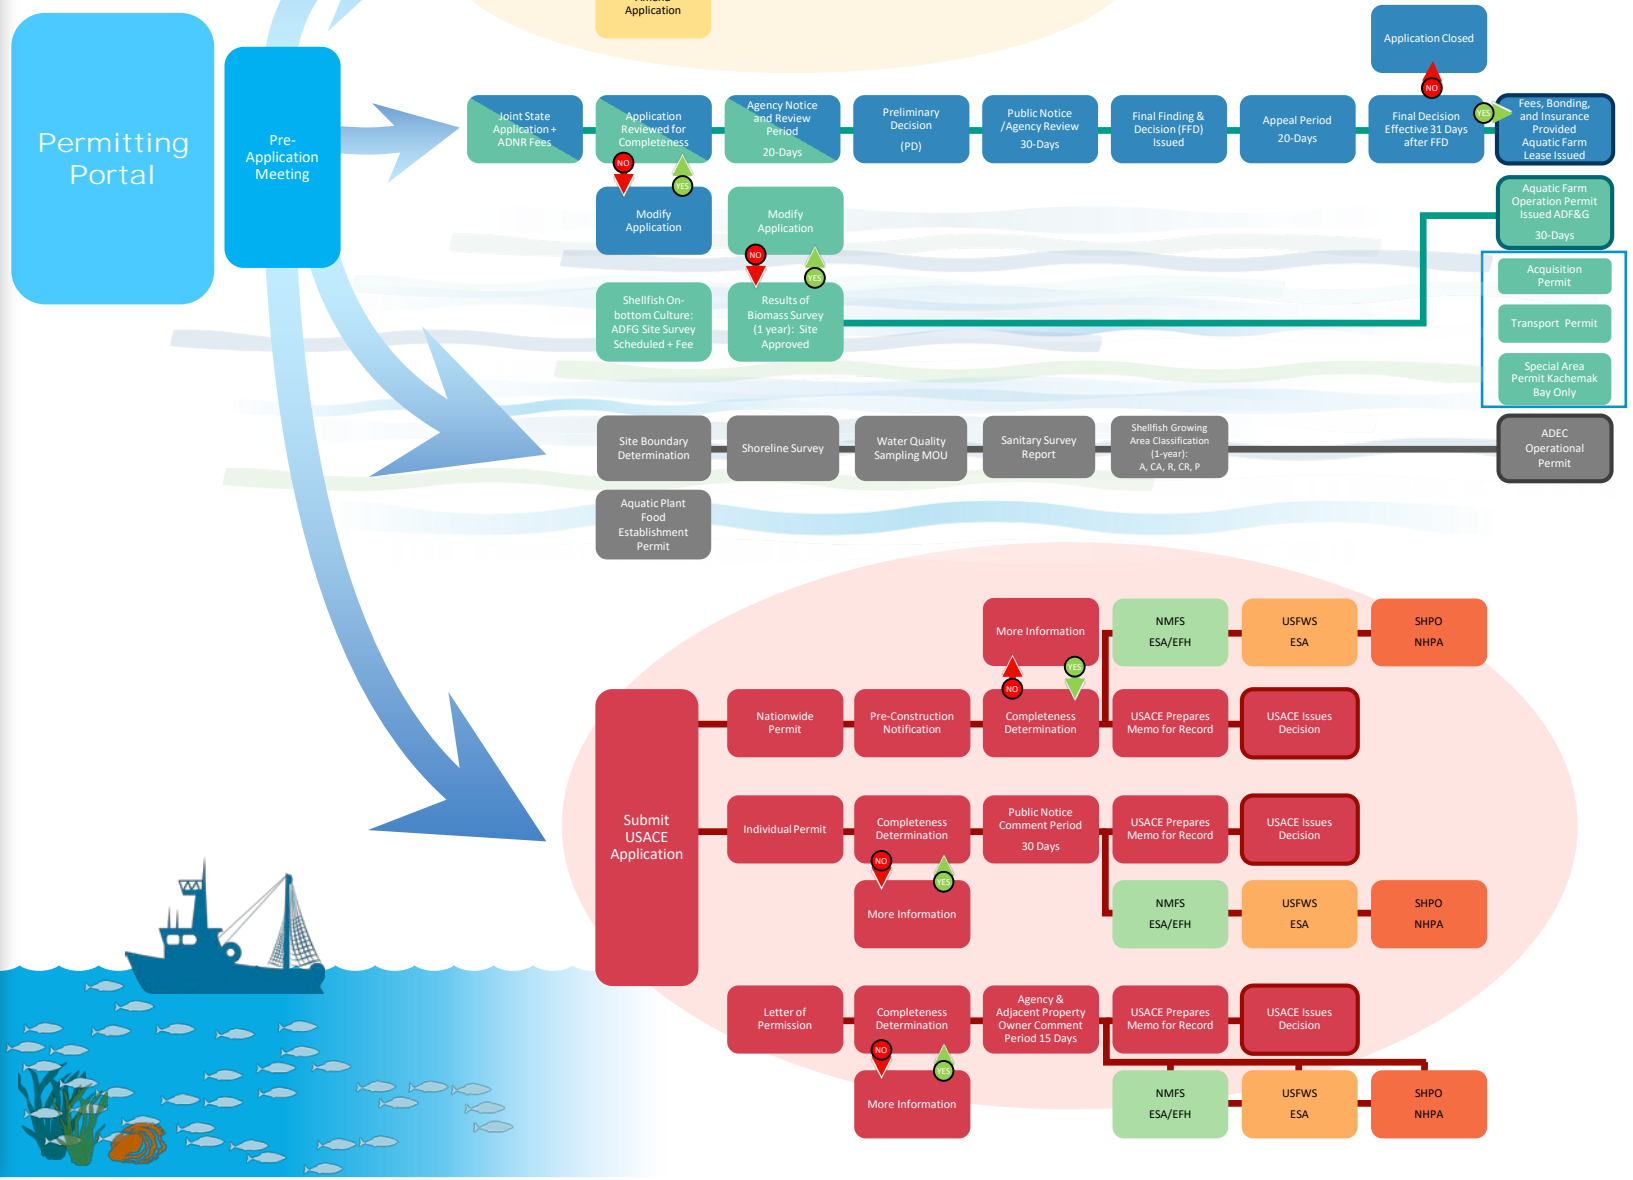 Application
Application Closed
Permitting
Portal
Pre-
Application
Meeting
Joint State
Application +
ADNR Fees
Application
Reviewed for
Completeness
Agency Notice
and Review
Period
20-Days
Preliminary
Decision
(PD)
Public Notice
/Agency Review
30-Days
Final Finding &
Decision (FFD)
Issued
Appeal Period
20-Days
Final Decision
Effective 31 Days
after FFD
NO
YES
Fees, Bonding,
and Insurance
Provided
Aquatic Farm
Lease Issued
NO
YES
Modify
Application
Modify
Application
NO
YES
Aquatic Farm
Operation Permit
Issued ADF&G
30-Days
Shellfish On-
bottom Culture:
ADFG Site Survey
Scheduled + Fee
Results of
Biomass Survey
(1 year): Site
Approved
Acquisition
Permit
Transport Permit
Special Area
Permit Kachemak
Bay Only
Site Boundary
Determination
Shoreline Survey
Water Quality
Sampling MOU
Sanitary Survey
Report
Shellfish Growing
Area Classification
(1-year):
A, CA, R, CR, P
ADEC
Operational
Permit
Aquatic Plant
Food
Establishment
Permit
More Information
NMFS
ESA/EFH
USFWS
ESA
SHPO
NHPA
NO
YES
Submit
USACE
Application
Nationwide
Permit
Pre-Construction
Notification
Completeness
Determination
USACE Prepares
Memo for Record
USACE Issues
Decision
Individual Permit
Completeness
Determination
Public Notice
Comment Period
30 Days
USACE Prepares
Memo for Record
USACE Issues
Decision
NO
YES
More Information
NMFS
ESA/EFH
USFWS
ESA
SHPO
NHPA
Letter of
Permission
Completeness
Determination
Agency &
Adjacent Property
Owner Comment
Period 15 Days
USACE Prepares
Memo for Record
USACE Issues
Decision
NO
YES
More Information
NMFS
ESA/EFH
USFWS
ESA
SHPO
NHPA